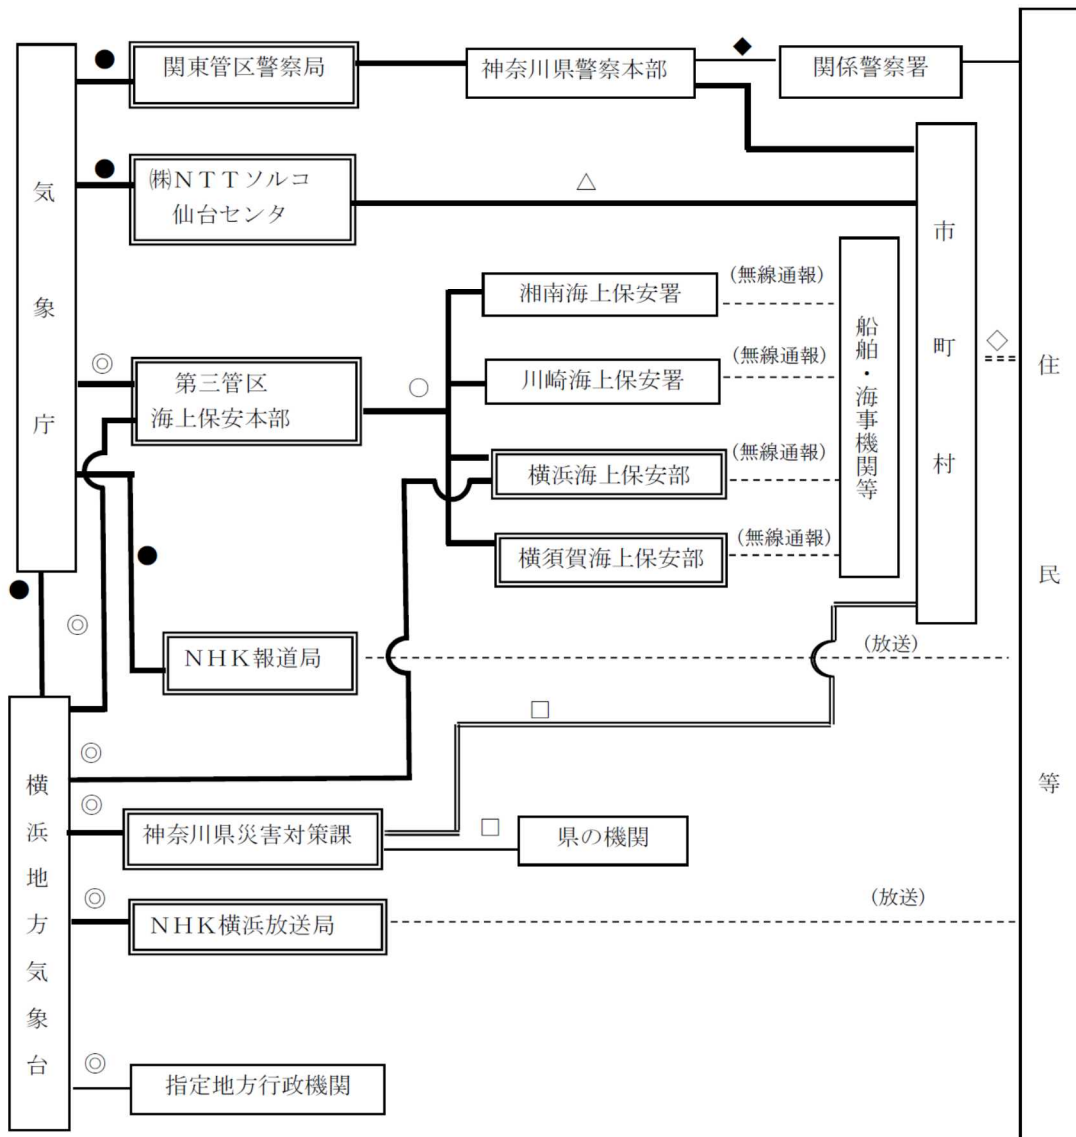 ●
関東管区警察局
神奈川県警察本部
◆
関係警察署
気象庁
●
㈱NTTソルコ
仙台センタ
△
市町村
住民等
◎
第三管区
海上保安本部
○
湘南海上保安署
(無線通報)
川崎海上保安署
(無線通報)
横浜海上保安部
(無線通報)
横須賀海上保安部
(無線通報)
船舶・海事機関等
◇
●
●
◎
NHK報道局
(放送)
横浜地方気象台
◎
□
◎
神奈川県災害対策課
□
県の機関
◎
NHK横浜放送局
(放送)
◎
指定地方行政機関